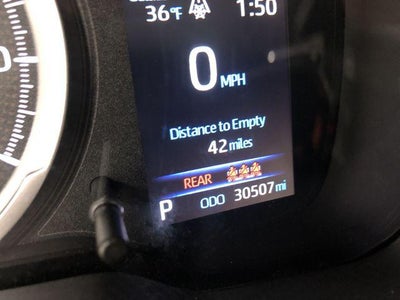 36°F 1:50
0 MPH
Distance to Empty
42 miles
REAR
P ODO 30507 mi